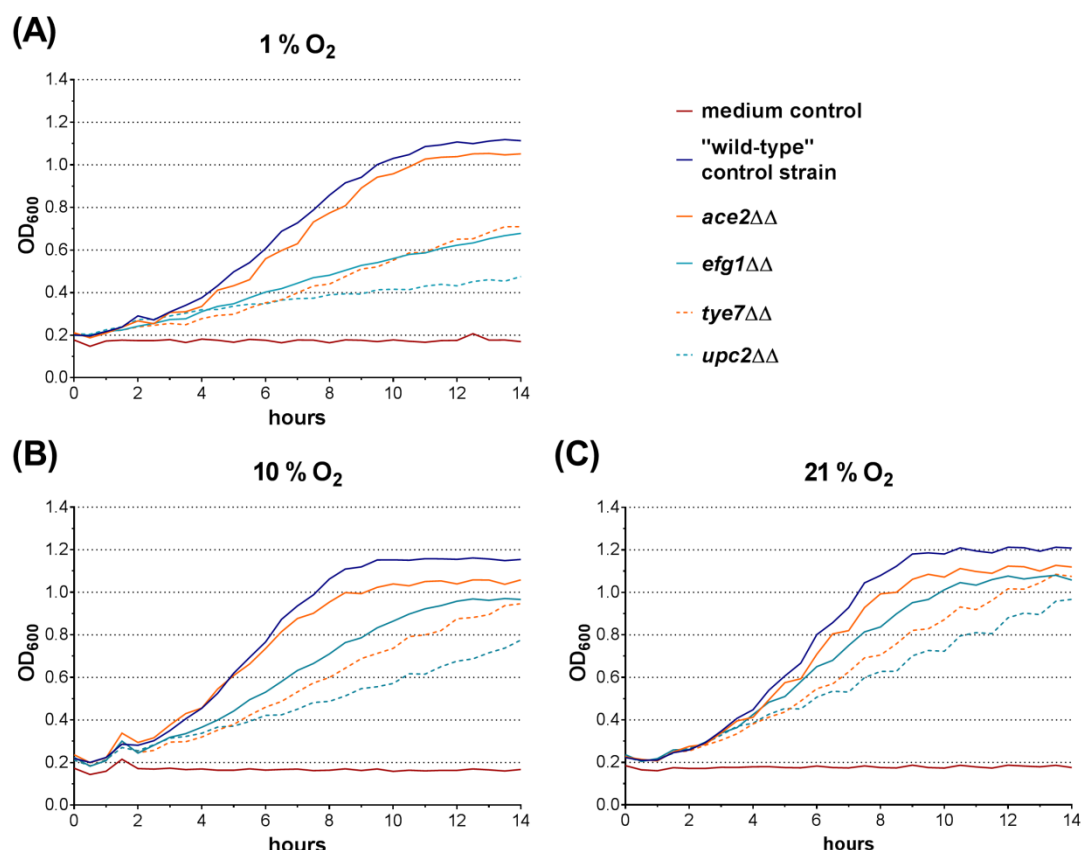 (A)
1 % O₂
OD₆₀₀
1.4
1.2
1.0
0.8
0.6
0.4
0.2
0.0
0 2 4 6 8 10 12 14
hours
medium control
"wild-type"
control strain
ace2ΔΔ
efg1ΔΔ
tye7ΔΔ
upc2ΔΔ
(B)
10 % O₂
OD₆₀₀
1.4
1.2
1.0
0.8
0.6
0.4
0.2
0.0
0 2 4 6 8 10 12 14
hours
(C)
21 % O₂
OD₆₀₀
1.4
1.2
1.0
0.8
0.6
0.4
0.2
0.0
0 2 4 6 8 10 12 14
hours